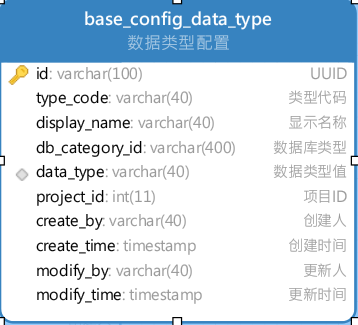 base_config_data_type
数据类型配置
id: varchar(100) UUID
type_code: varchar(40) 类型代码
display_name: varchar(40) 显示名称
db_category_id: varchar(400) 数据库类型
data_type: varchar(40) 数据类型值
project_id: int(11) 项目ID
create_by: varchar(40) 创建人
create_time: timestamp 创建时间
modify_by: varchar(40) 更新人
modify_time: timestamp 更新时间